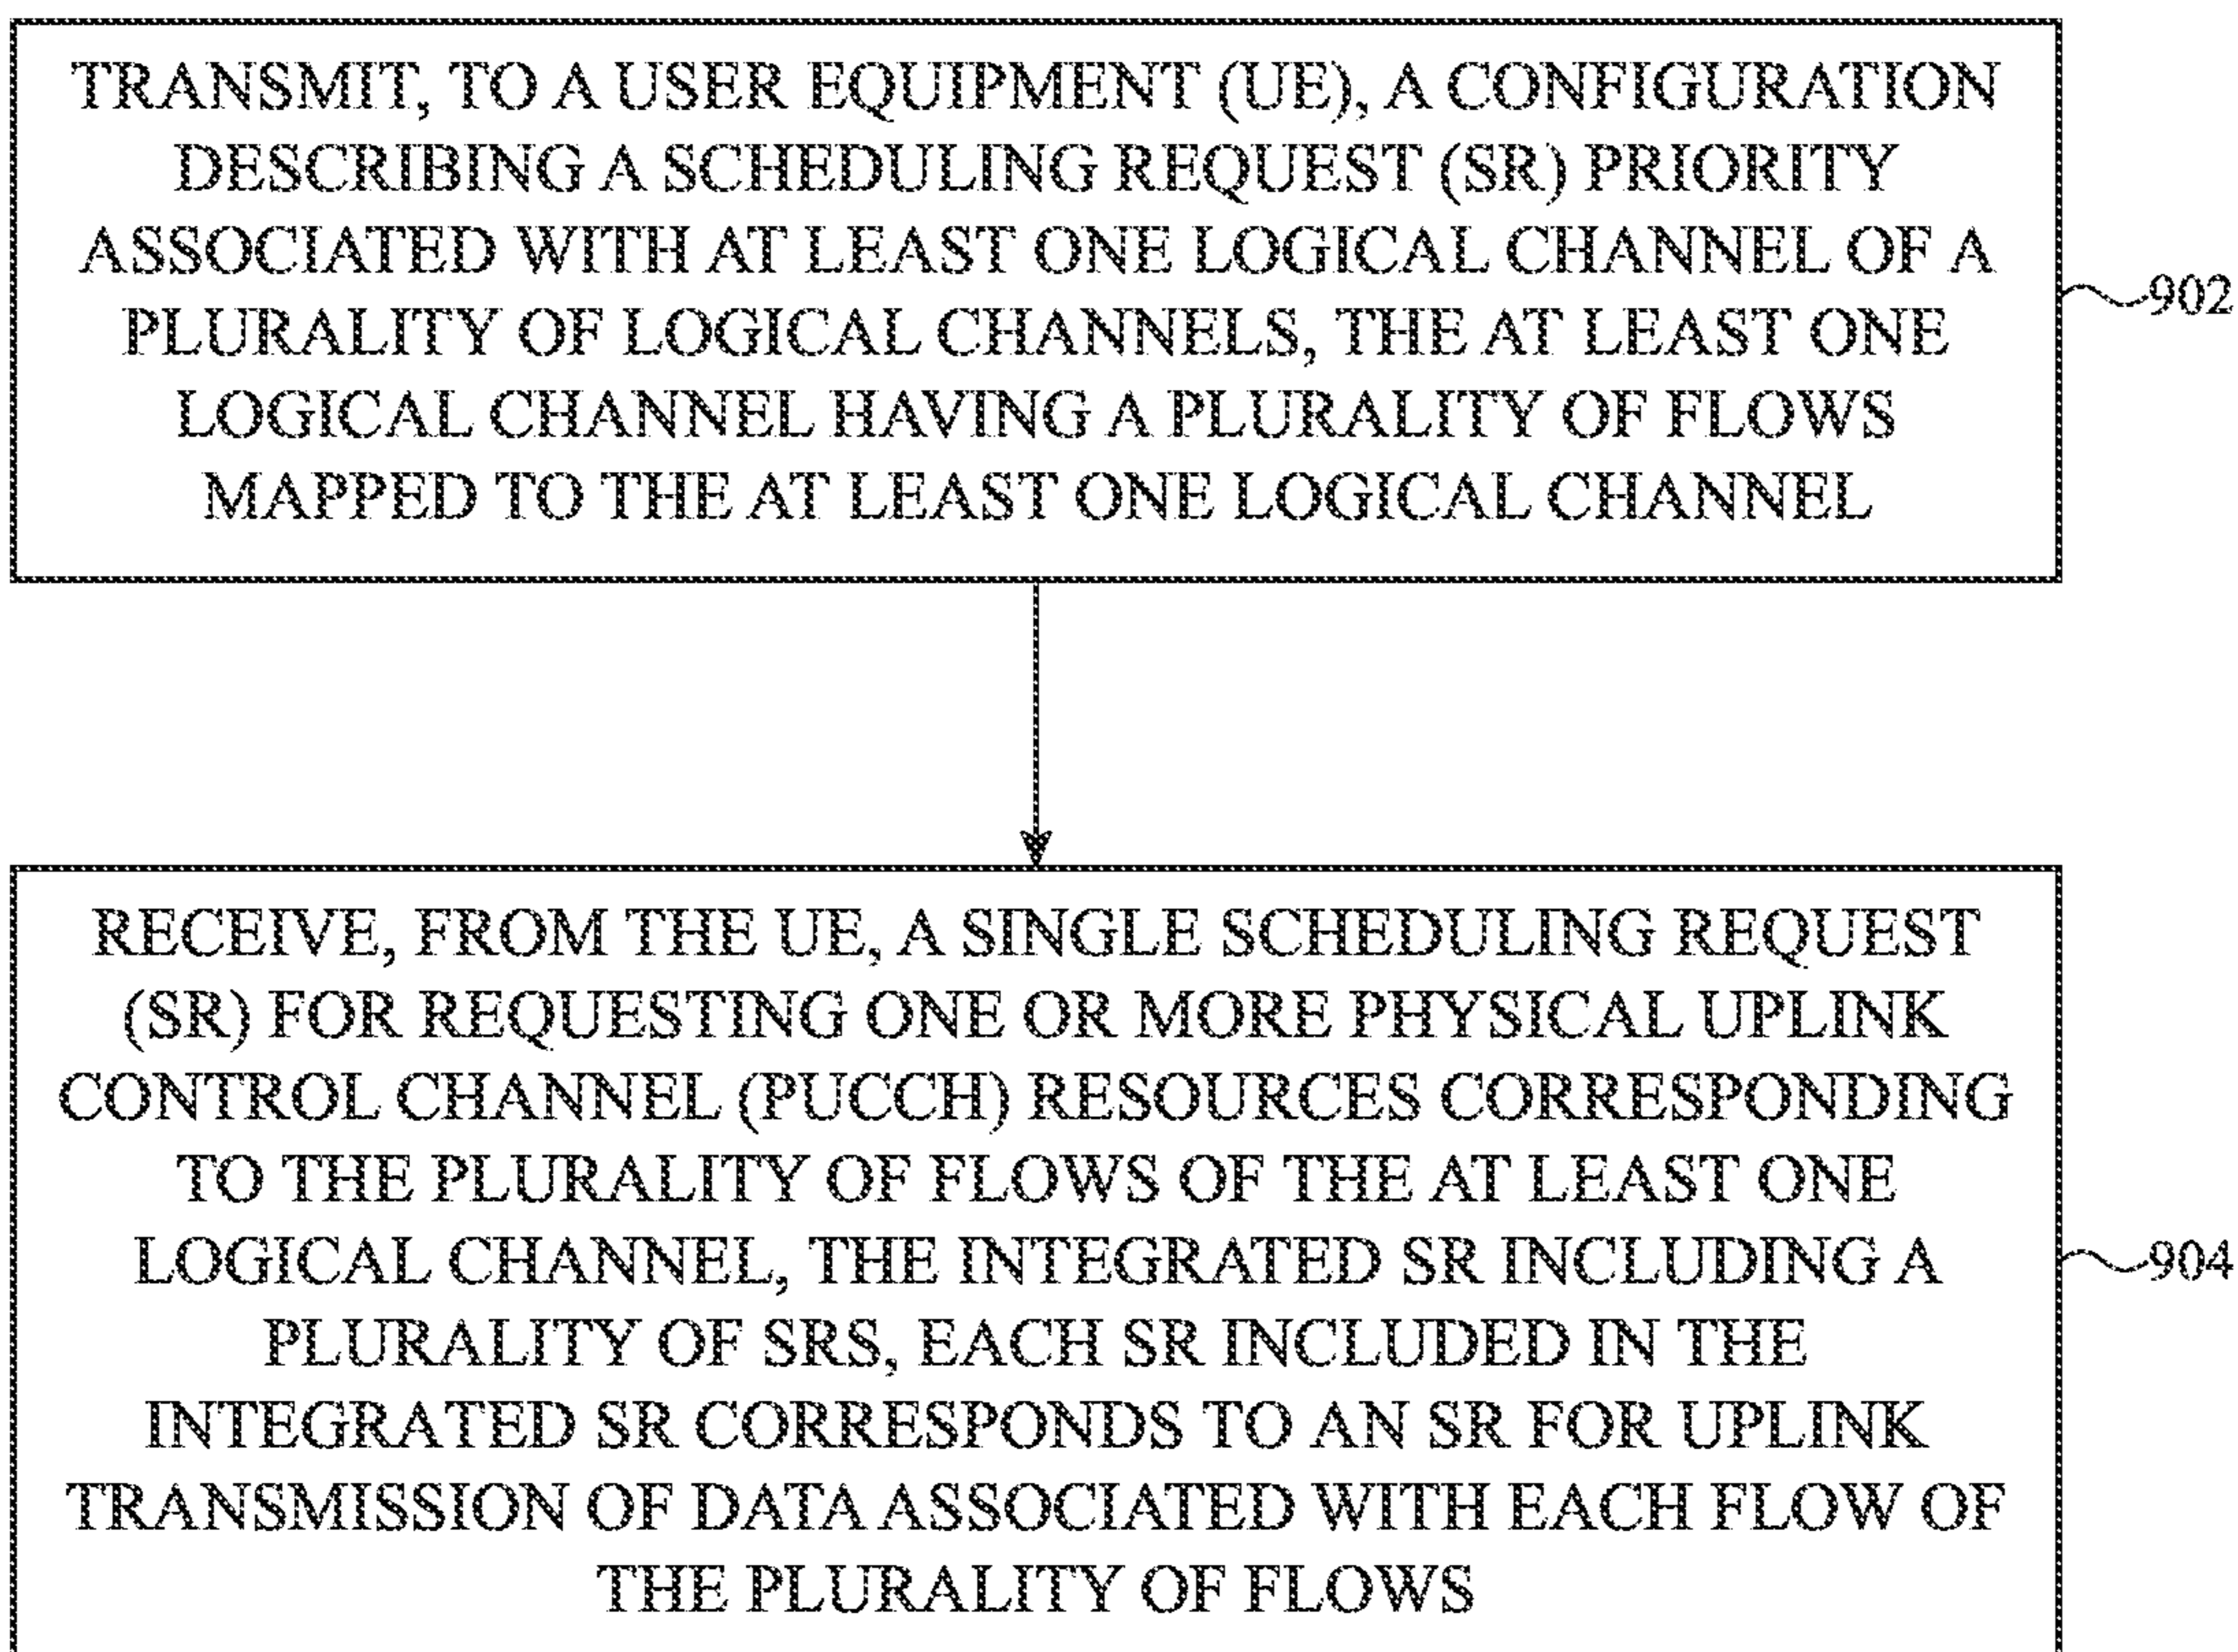 TRANSMIT, TO A USER EQUIPMENT (UE), A CONFIGURATION
DESCRIBING A SCHEDULING REQUEST (SR) PRIORITY
ASSOCIATED WITH AT LEAST ONE LOGICAL CHANNEL OF A
PLURALITY OF LOGICAL CHANNELS, THE AT LEAST ONE
LOGICAL CHANNEL HAVING A PLURALITY OF FLOWS
MAPPED TO THE AT LEAST ONE LOGICAL CHANNEL
902
RECEIVE, FROM THE UE, A SINGLE SCHEDULING REQUEST
(SR) FOR REQUESTING ONE OR MORE PHYSICAL UPLINK
CONTROL CHANNEL (PUCCH) RESOURCES CORRESPONDING
TO THE PLURALITY OF FLOWS OF THE AT LEAST ONE
LOGICAL CHANNEL, THE INTEGRATED SR INCLUDING A
PLURALITY OF SRS, EACH SR INCLUDED IN THE
INTEGRATED SR CORRESPONDS TO AN SR FOR UPLINK
TRANSMISSION OF DATA ASSOCIATED WITH EACH FLOW OF
THE PLURALITY OF FLOWS
904